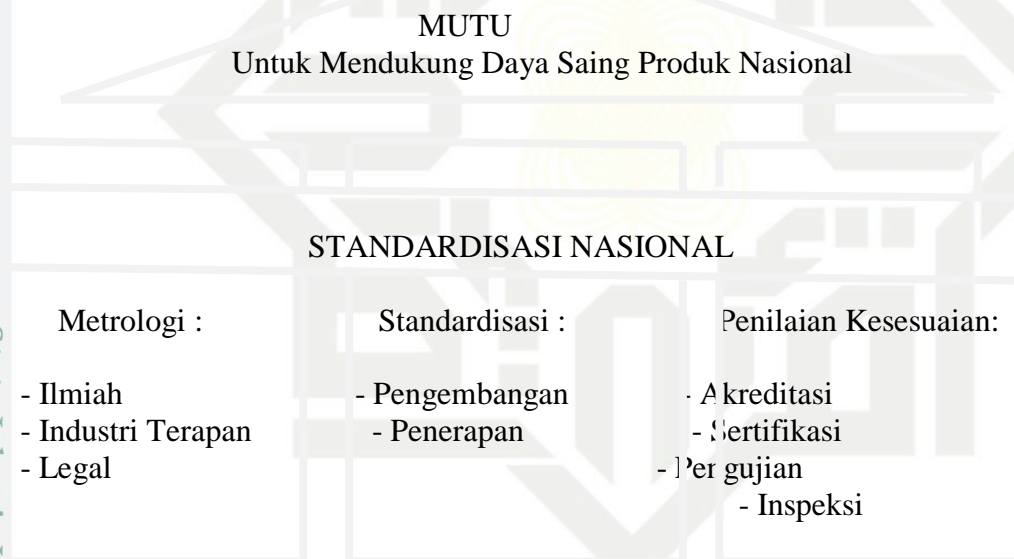 MUTU
Untuk Mendukung Daya Saing Produk Nasional
STANDARDISASI NASIONAL
Metrologi : Standardisasi : Penilaian Kesesuaian:
- Ilmiah - Pengembangan - Akreditasi
- Industri Terapan - Penerapan - Sertifikasi
- Legal - Pengujian
- Inspeksi